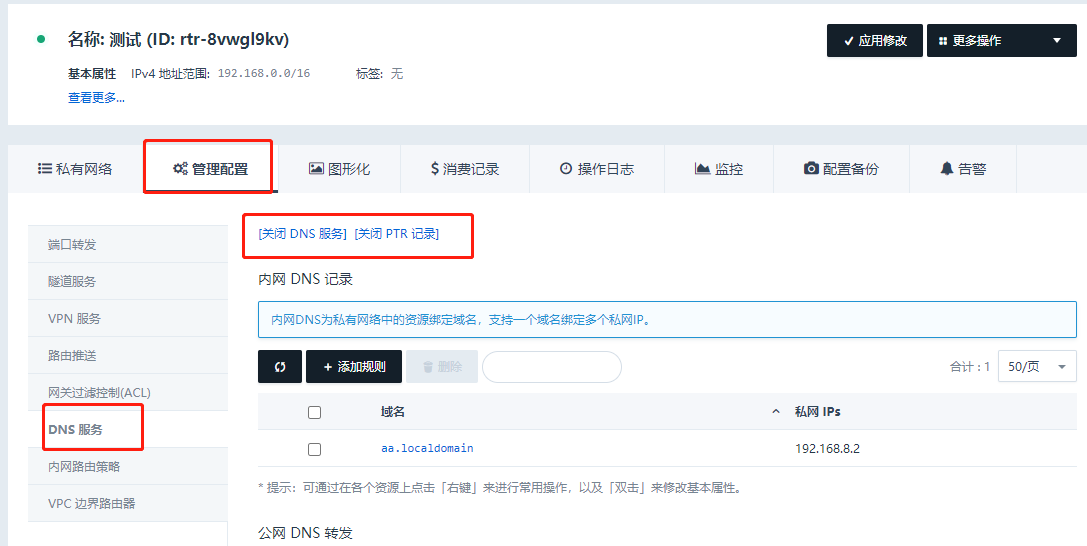 名称: 测试 (ID: rtr-8vwgl9kv)
应用修改
更多操作
基本属性 IPv4 地址范围: 192.168.0.0/16 标签: 无
查看更多...
私有网络 管理配置 图形化 消费记录 操作日志 监控 配置备份 告警
端口转发
隧道服务
VPN 服务
路由推送
网关过滤控制(ACL)
DNS 服务
内网路由策略
VPC 边界路由器
[关闭 DNS 服务] [关闭 PTR 记录]
内网 DNS 记录
内网DNS为私有网络中的资源绑定域名，支持一个域名绑定多个私网IP。
+ 添加规则 删除 合计 : 1 50/页
域名 私网 IPs
aa.localdomain 192.168.8.2
* 提示：可通过在各个资源上点击「右键」来进行常用操作，以及「双击」来修改基本属性。
公网 DNS 转发